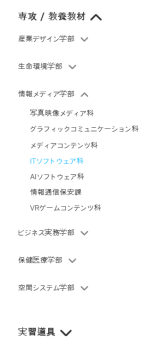 専攻 / 教養教材
産業デザイン学部
生命環境学部
情報メディア学部
写真映像メディア科
グラフィックコミュニケーション科
メディアコンテンツ科
ITソフトウェア科
AIソフトウェア科
情報通信保安課
VRゲームコンテンツ科
ビジネス実務学部
保健医療学部
空間システム学部
実習道具